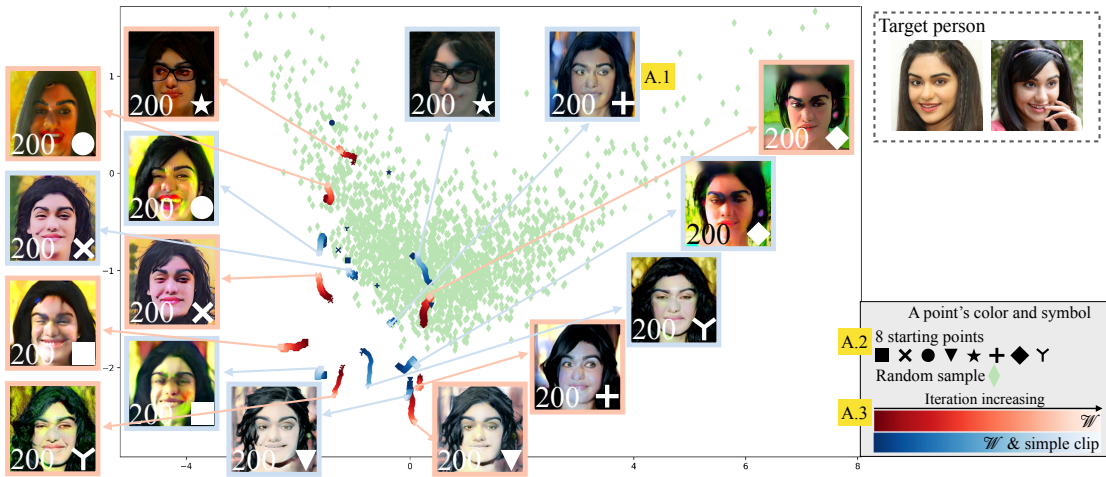 Target person
200
200
200
A.1
200
200
200
200
200
200
200
200
200
200
200
200
200
200
1
0
−1
−2
−4
−2
0
2
4
6
8
A point's color and symbol
A.2
8 starting points
Random sample
A.3
Iteration increasing
𝒲
𝒲 & simple clip